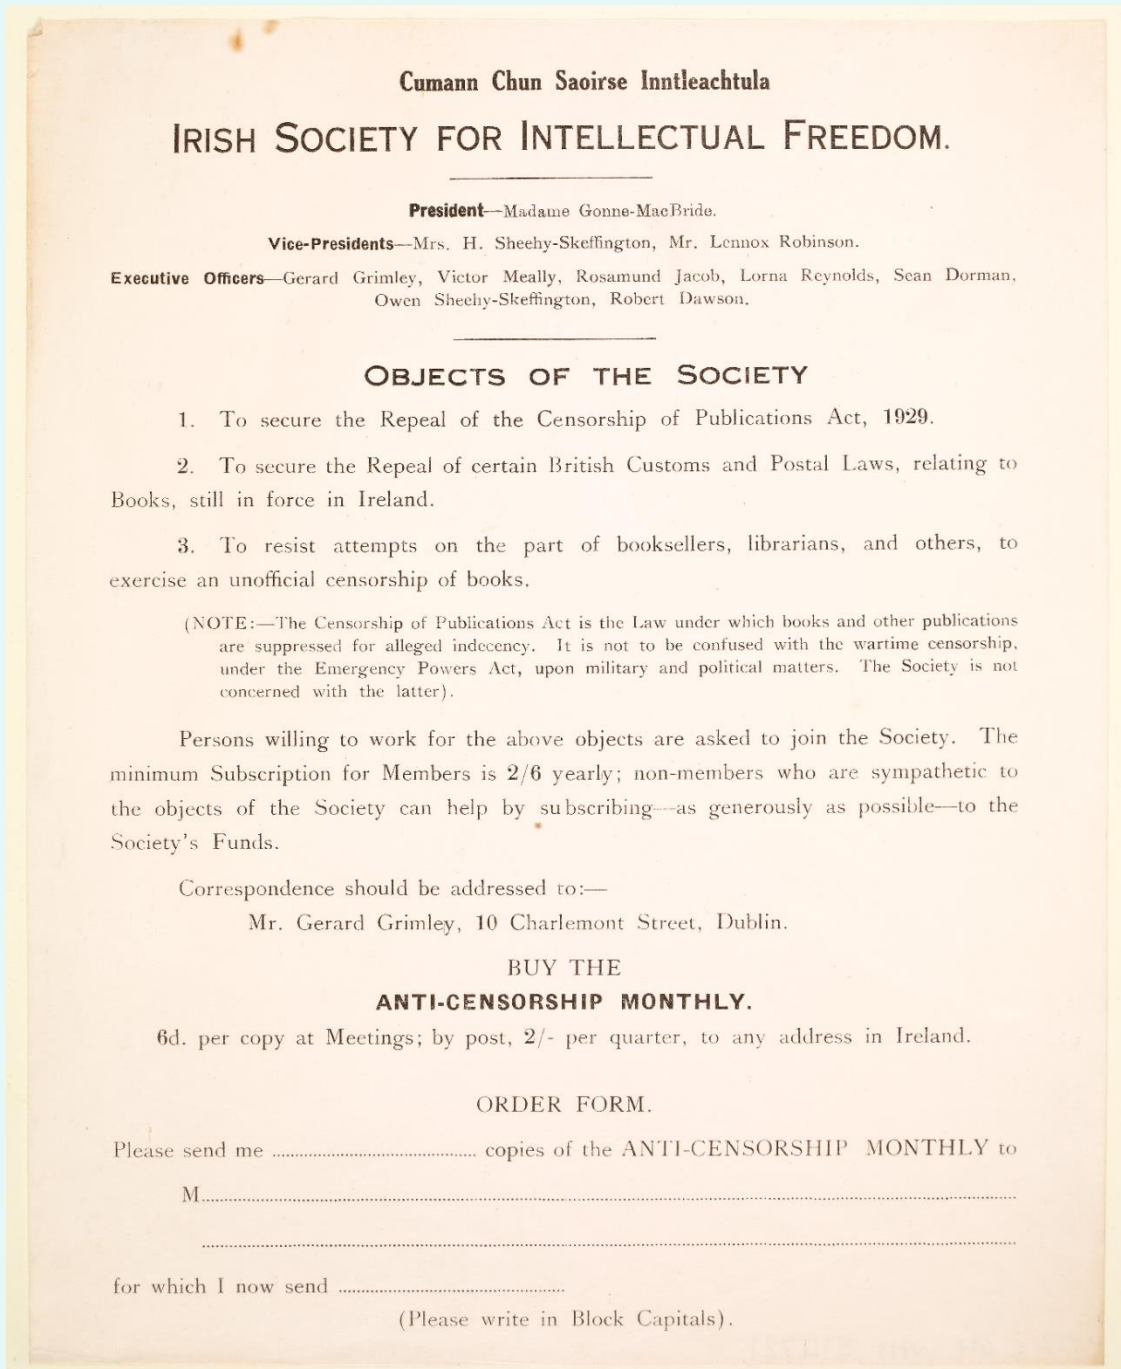 Cumann Chun Saoirse Inntleachtula
IRISH SOCIETY FOR INTELLECTUAL FREEDOM.
President—Madame Gonne-MacBride.
Vice-Presidents—Mrs. H. Sheehy-Skeffington, Mr. Lennox Robinson.
Executive Officers—Gerard Grimley, Victor Meally, Rosamund Jacob, Lorna Reynolds, Sean Dorman,
Owen Sheehy-Skeffington, Robert Dawson.
OBJECTS OF THE SOCIETY
1. To secure the Repeal of the Censorship of Publications Act, 1929.
2. To secure the Repeal of certain British Customs and Postal Laws, relating to
Books, still in force in Ireland.
3. To resist attempts on the part of booksellers, librarians, and others, to
exercise an unofficial censorship of books.
(NOTE:—The Censorship of Publications Act is the Law under which books and other publications
are suppressed for alleged indecency. It is not to be confused with the wartime censorship,
under the Emergency Powers Act, upon military and political matters. The Society is not
concerned with the latter).
Persons willing to work for the above objects are asked to join the Society. The
minimum Subscription for Members is 2/6 yearly; non-members who are sympathetic to
the objects of the Society can help by subscribing—as generously as possible—to the
Society's Funds.
Correspondence should be addressed to:—
Mr. Gerard Grimley, 10 Charlemont Street, Dublin.
BUY THE
ANTI-CENSORSHIP MONTHLY.
6d. per copy at Meetings; by post, 2/- per quarter, to any address in Ireland.
ORDER FORM.
Please send me ........................................ copies of the ANTI-CENSORSHIP MONTHLY to
M................................................................................
................................................................................
for which I now send ........................................
(Please write in Block Capitals).